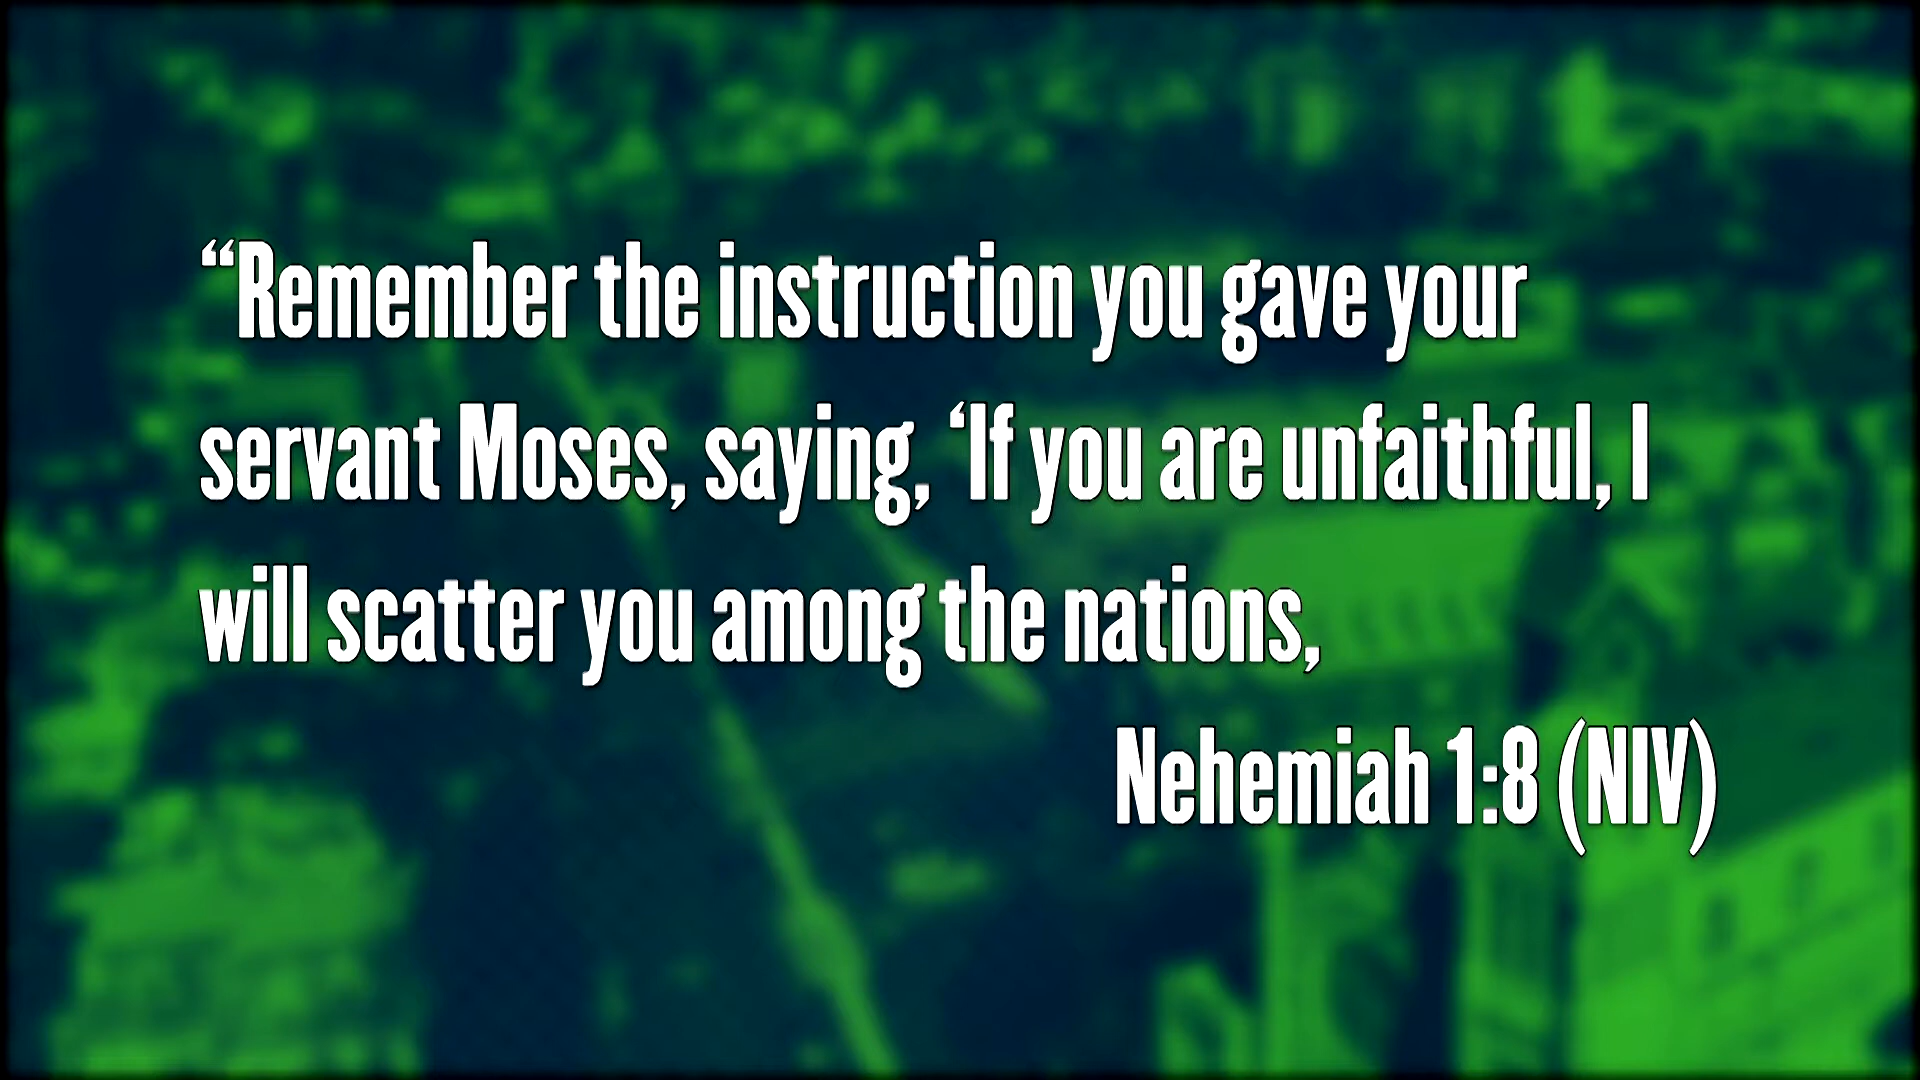 “Remember the instruction you gave your
servant Moses, saying, ‘If you are unfaithful, I
will scatter you among the nations,
Nehemiah 1:8 (NIV)